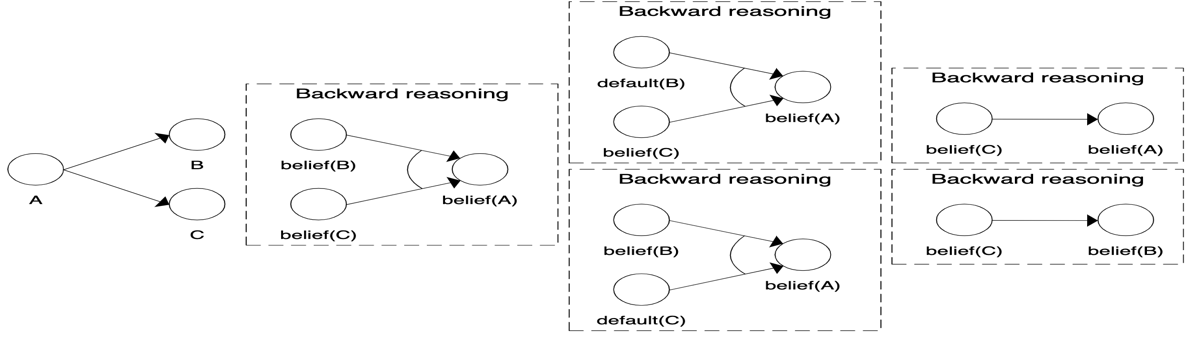 A
B
C
Backward reasoning
belief(B)
belief(C)
belief(A)
Backward reasoning
default(B)
belief(C)
belief(A)
Backward reasoning
belief(B)
default(C)
belief(A)
Backward reasoning
belief(C)
belief(A)
Backward reasoning
belief(C)
belief(B)